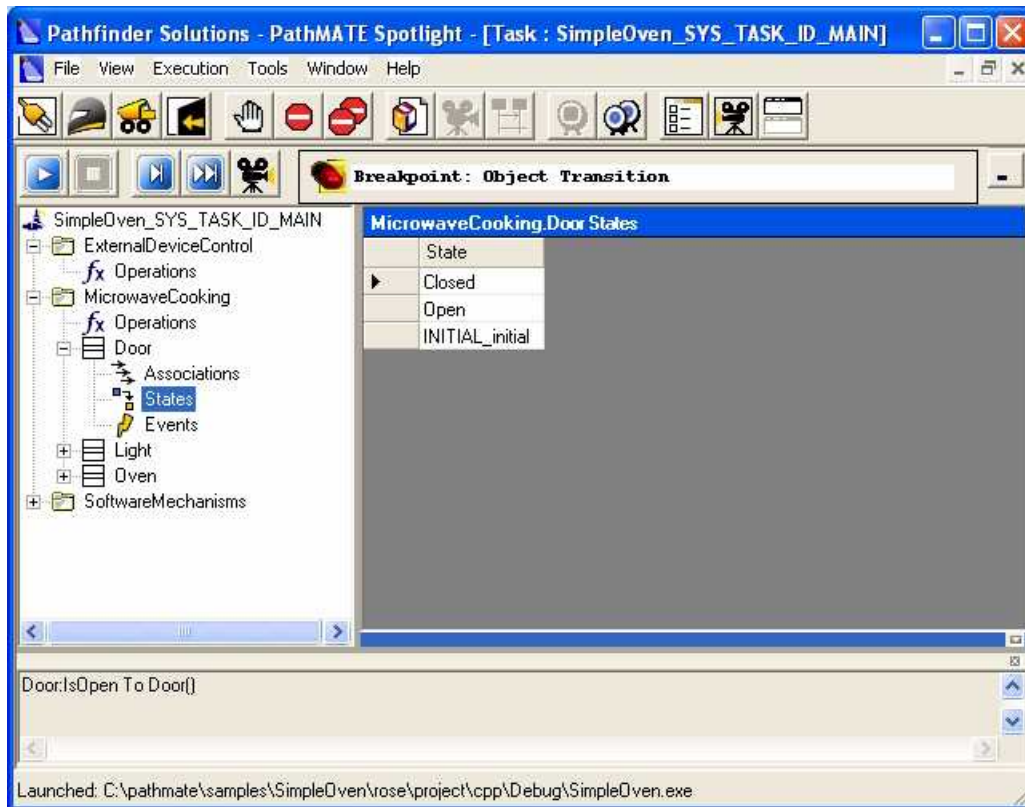 Pathfinder Solutions - PathMATE Spotlight - [Task : SimpleOven_SYS_TASK_ID_MAIN]
File View Execution Tools Window Help
Breakpoint: Object Transition
SimpleOven_SYS_TASK_ID_MAIN
ExternalDeviceControl
fx Operations
MicrowaveCooking
fx Operations
Door
Associations
States
Events
Light
Oven
SoftwareMechanisms
MicrowaveCooking.Door States
State
Closed
Open
INITIAL_initial
Door:IsOpen To Door()
Launched: C:\pathmate\samples\SimpleOven\rose\project\cpp\Debug\SimpleOven.exe